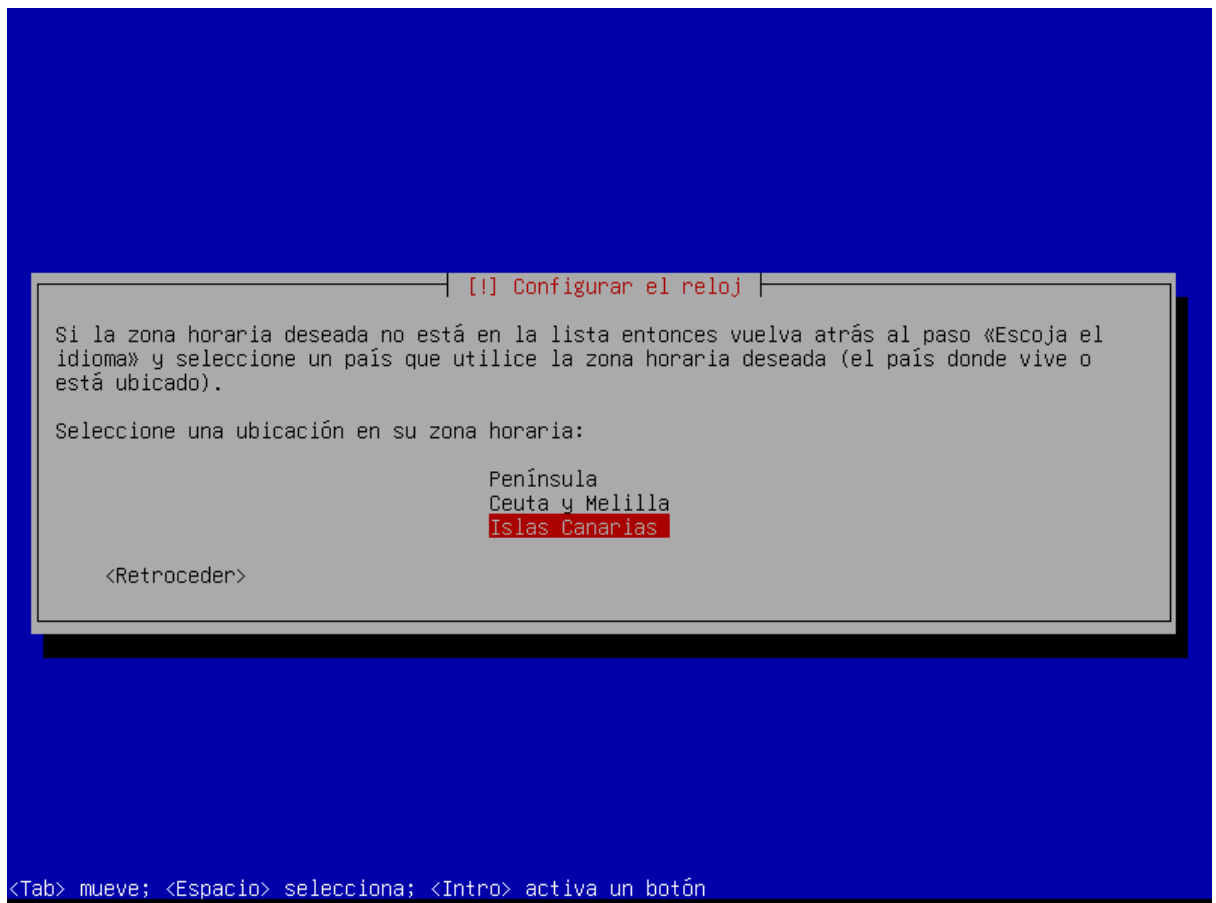 [!] Configurar el reloj
Si la zona horaria deseada no está en la lista entonces vuelva atrás al paso «Escoja el
idioma» y seleccione un país que utilice la zona horaria deseada (el país donde vive o
está ubicado).
Seleccione una ubicación en su zona horaria:
Península
Ceuta y Melilla
Islas Canarias
<Retroceder>
<Tab> mueve; <Espacio> selecciona; <Intro> activa un botón